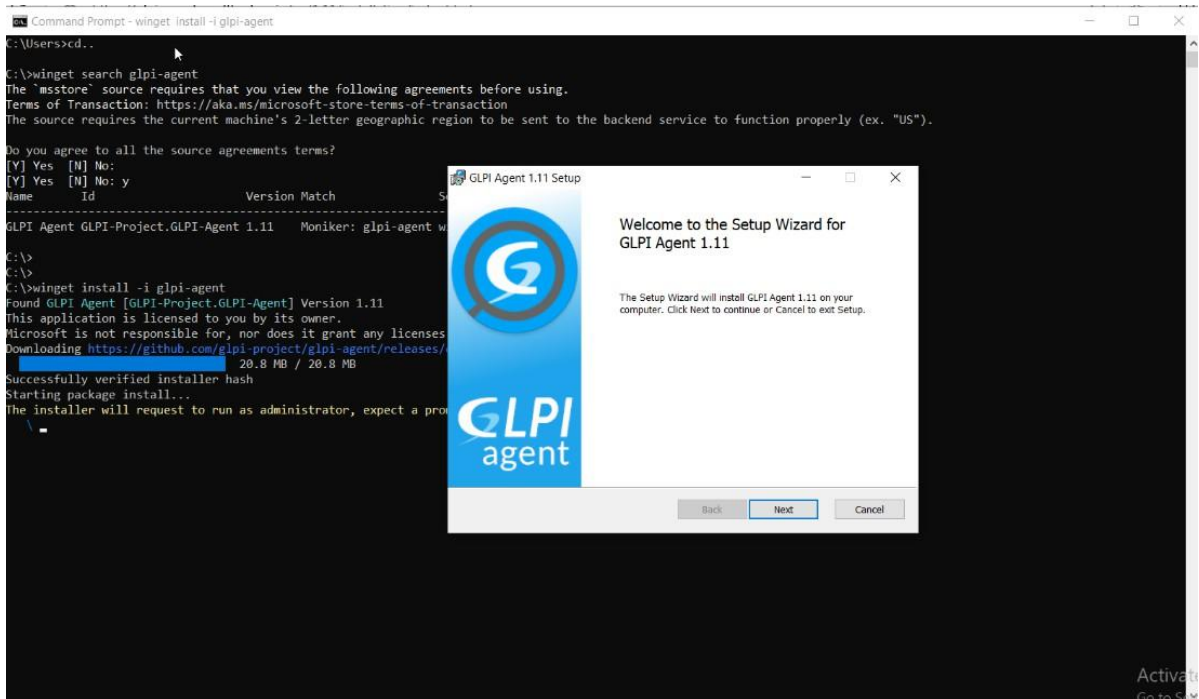 Command Prompt - winget install -i glpi-agent
C:\Users>cd..
C:\>winget search glpi-agent
The `msstore` source requires that you view the following agreements before using.
Terms of Transaction: https://aka.ms/microsoft-store-terms-of-transaction
The source requires the current machine's 2-letter geographic region to be sent to the backend service to function properly (ex. "US").
Do you agree to all the source agreements terms?
[Y] Yes [N] No:
[Y] Yes [N] No: y
Name Id Version Match
GLPI Agent GLPI-Project.GLPI-Agent 1.11 Moniker: glpi-agent
C:\>
C:\>
C:\>winget install -i glpi-agent
Found GLPI Agent [GLPI-Project.GLPI-Agent] Version 1.11
This application is licensed to you by its owner.
Microsoft is not responsible for, nor does it grant any licenses
Downloading https://github.com/glpi-project/glpi-agent/releases/
20.8 MB / 20.8 MB
Successfully verified installer hash
Starting package install...
The installer will request to run as administrator, expect a
\
GLPI Agent 1.11 Setup
Welcome to the Setup Wizard for
GLPI Agent 1.11
The Setup Wizard will install GLPI Agent 1.11 on your
computer. Click Next to continue or Cancel to exit Setup.
GLPI
agent
Back Next Cancel